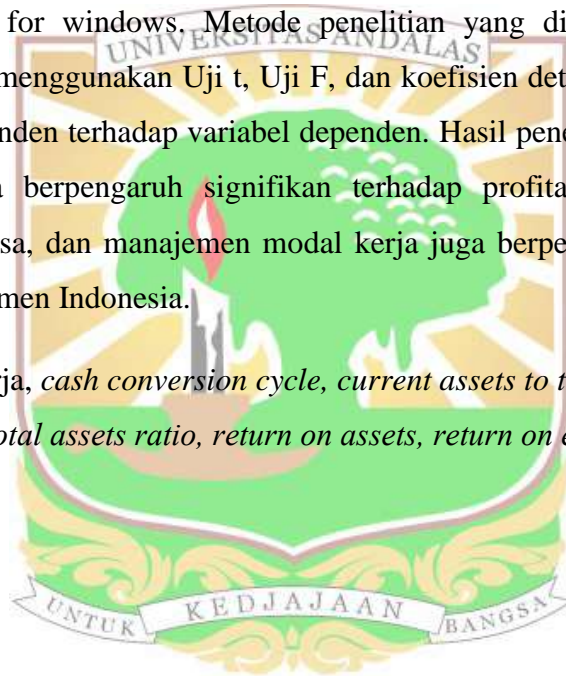 for windows. Metode penelitian yang di
UNIVERSITAS ANDALAS
menggunakan Uji t, Uji F, dan koefisien det
nden terhadap variabel dependen. Hasil pene
berpengaruh signifikan terhadap profita
sa, dan manajemen modal kerja juga berpe
men Indonesia.
rja, cash conversion cycle, current assets to t
otal assets ratio, return on assets, return on e
UNTUK KEDJAJAAN BANGSA